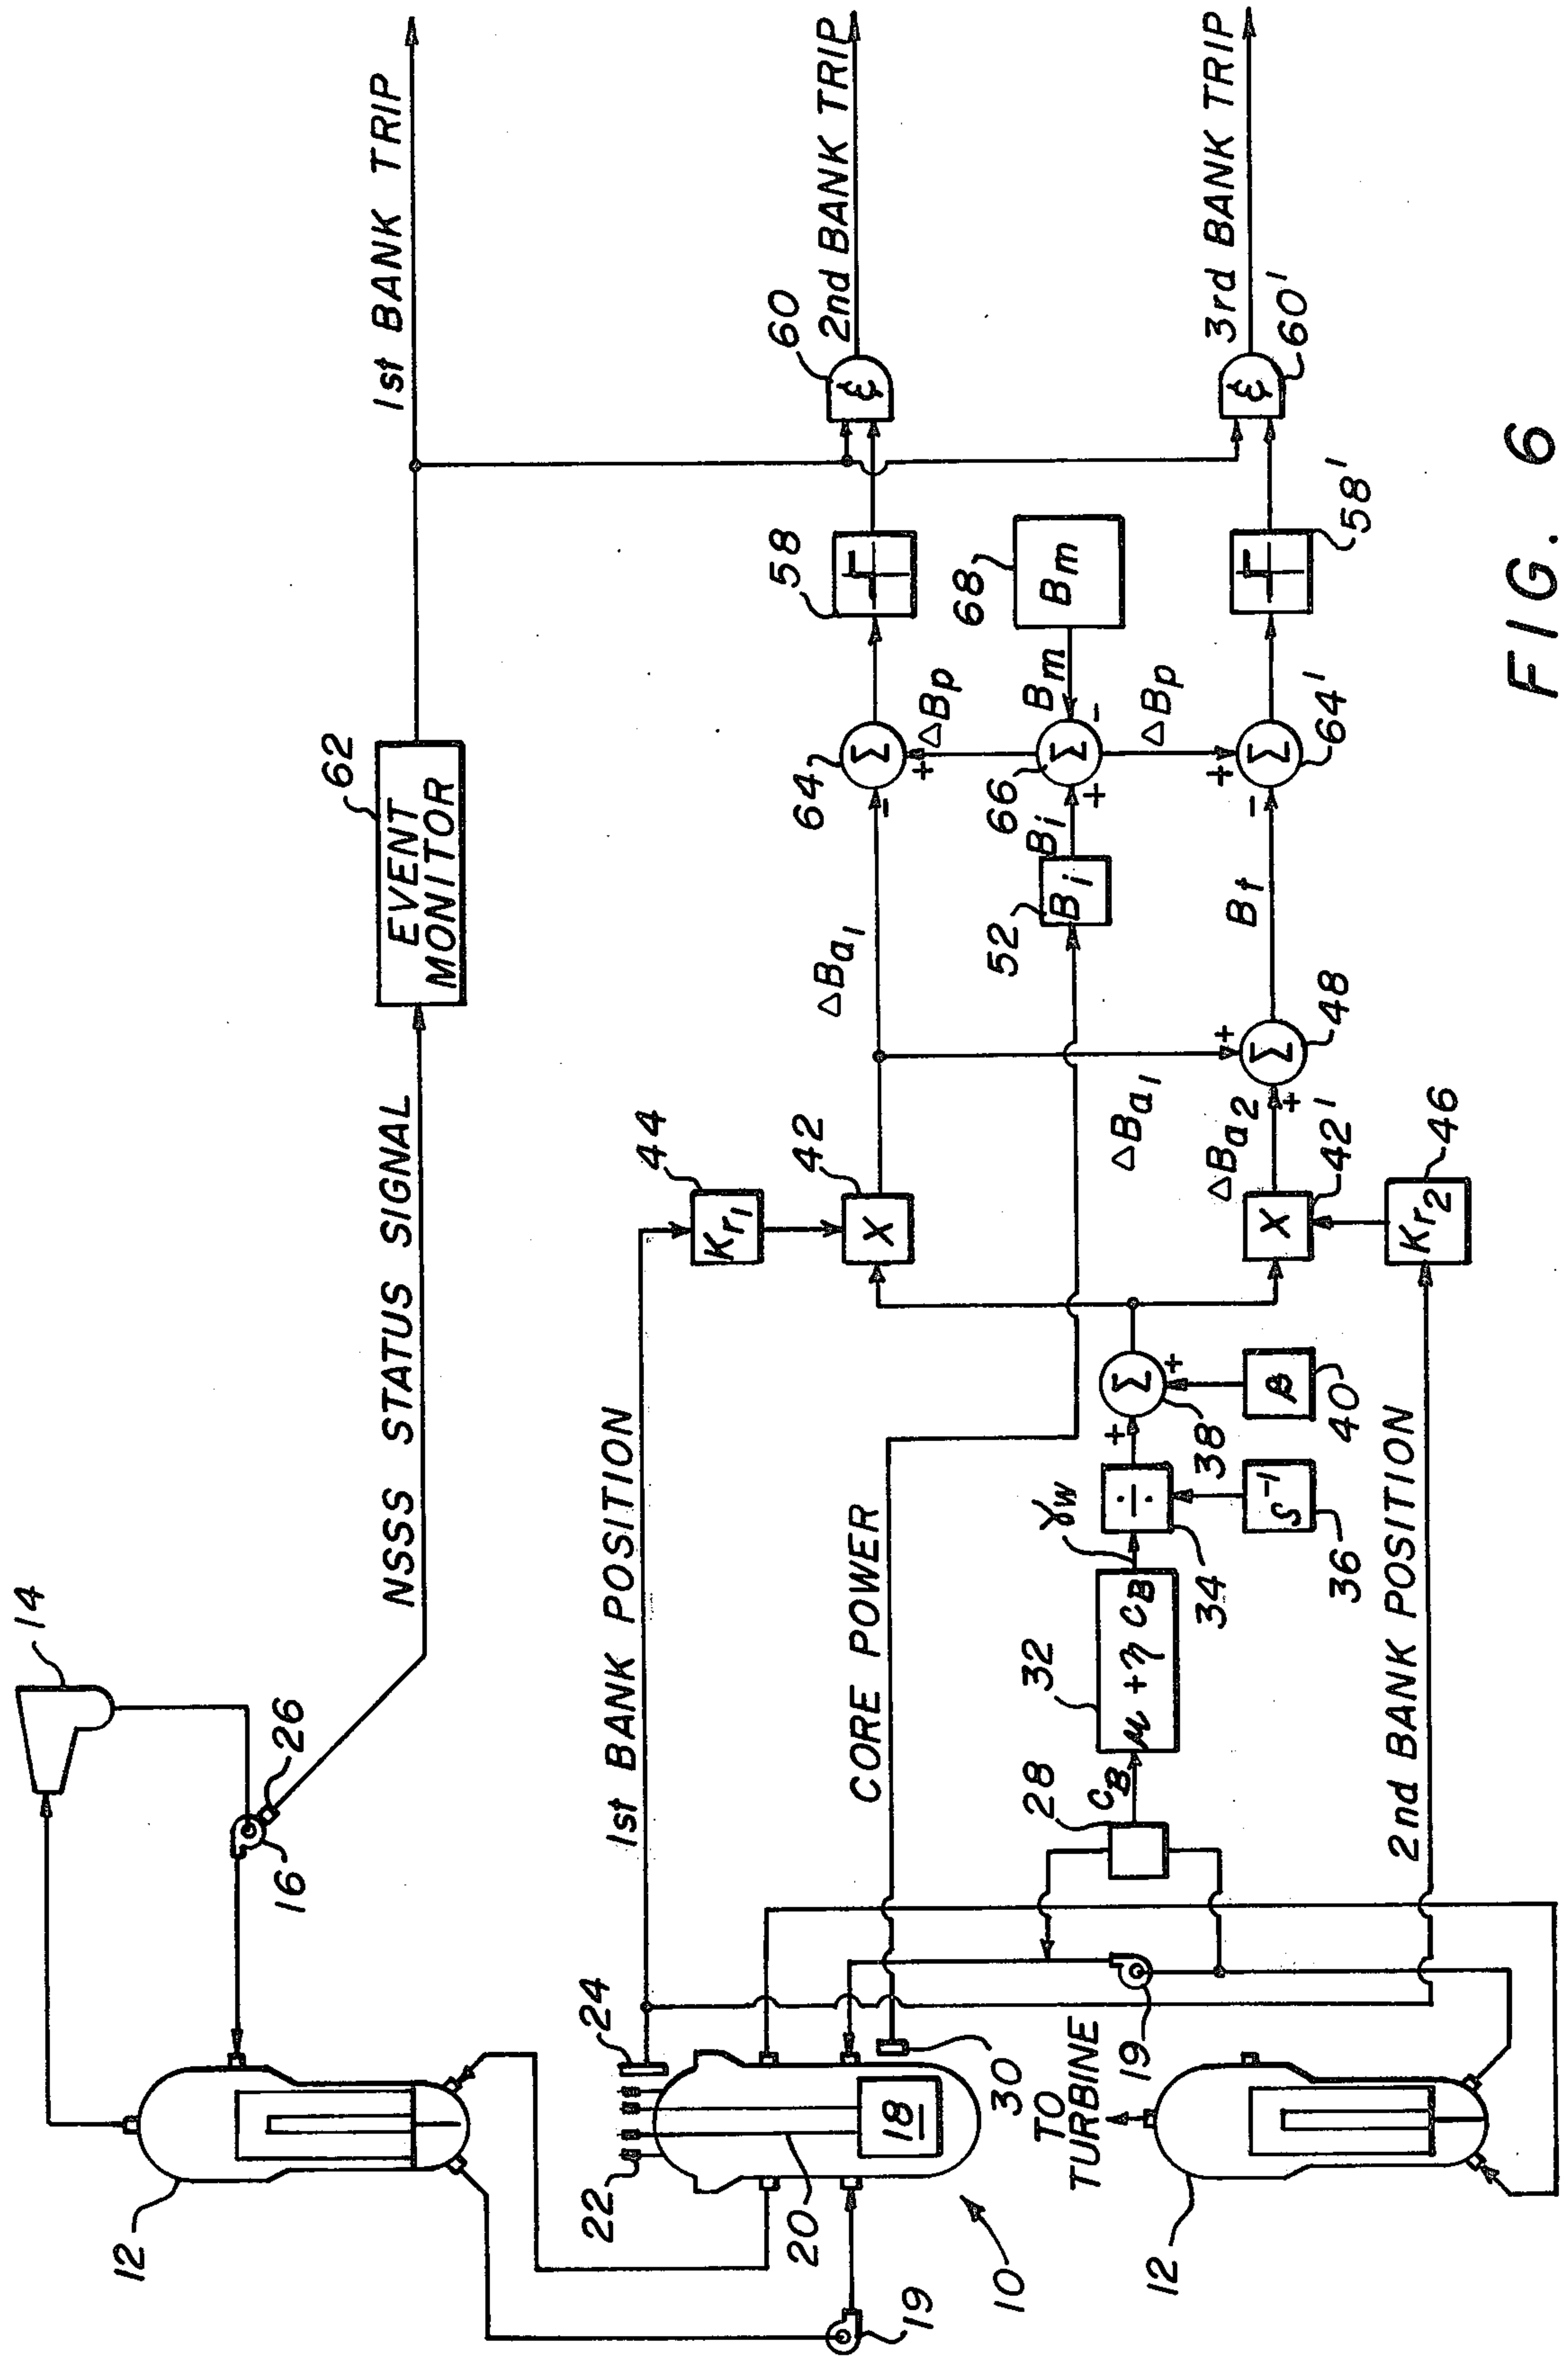 14
26
16
12
NSSS STATUS SIGNAL
62
EVENT
MONITOR
1st BANK TRIP
24
22
20
18
30
10
19
1st BANK POSITION
44
Kr1
42
X
ΔBa1
64
Σ
-
+
ΔBp
58
60
&
2nd BANK TRIP
CORE POWER
52
Bi
Bi
66
Σ
+
-
Bm
68
Bm
ΔBp
28
CB
32
μ + η CB
γw
÷
34
S⁻¹
36
+
Σ
+
38
β
40
ΔBa1
X
42'
ΔBa2
+
+
Σ
48
Bt
-
+
Σ
64'
58'
&
60'
3rd BANK TRIP
Kr2
46
2nd BANK POSITION
19
TO
TURBINE
12
FIG. 6